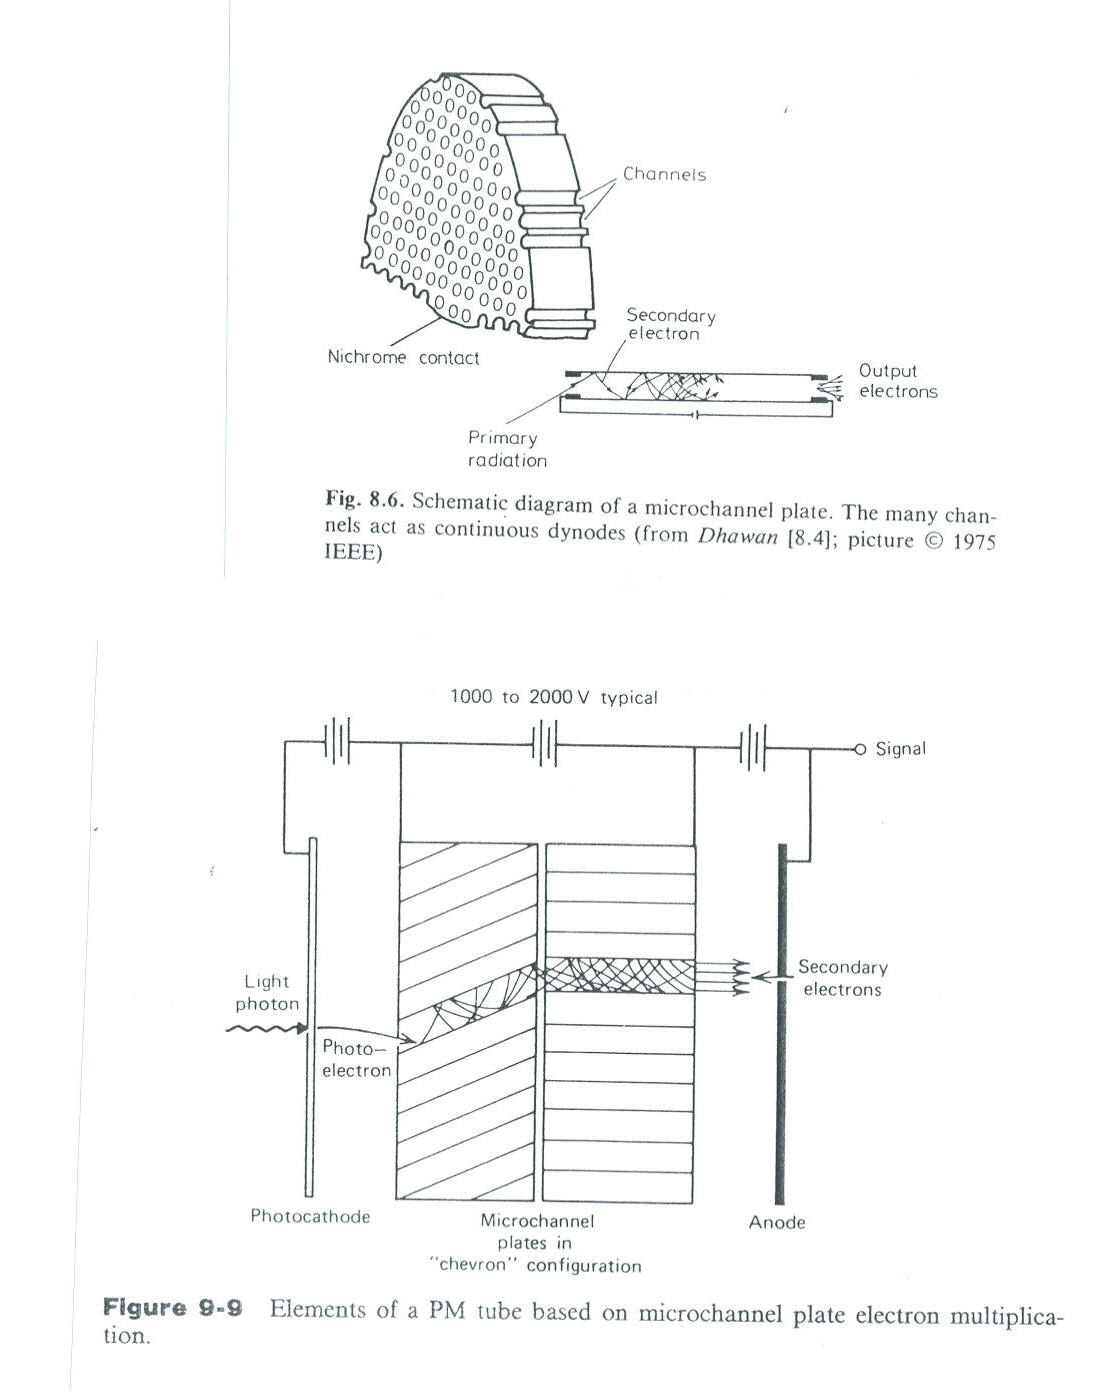 Channels
Secondary
electron
Nichrome contact
Output
electrons
Primary
radiation
Fig. 8.6. Schematic diagram of a microchannel plate. The many chan-
nels act as continuous dynodes (from Dhawan [8.4]; picture © 1975
IEEE)
1000 to 2000 V typical
Signal
Light
photon
Photo-
electron
Secondary
electrons
Photocathode
Microchannel
plates in
"chevron" configuration
Anode
Figure 9-9 Elements of a PM tube based on microchannel plate electron multiplica-
tion.